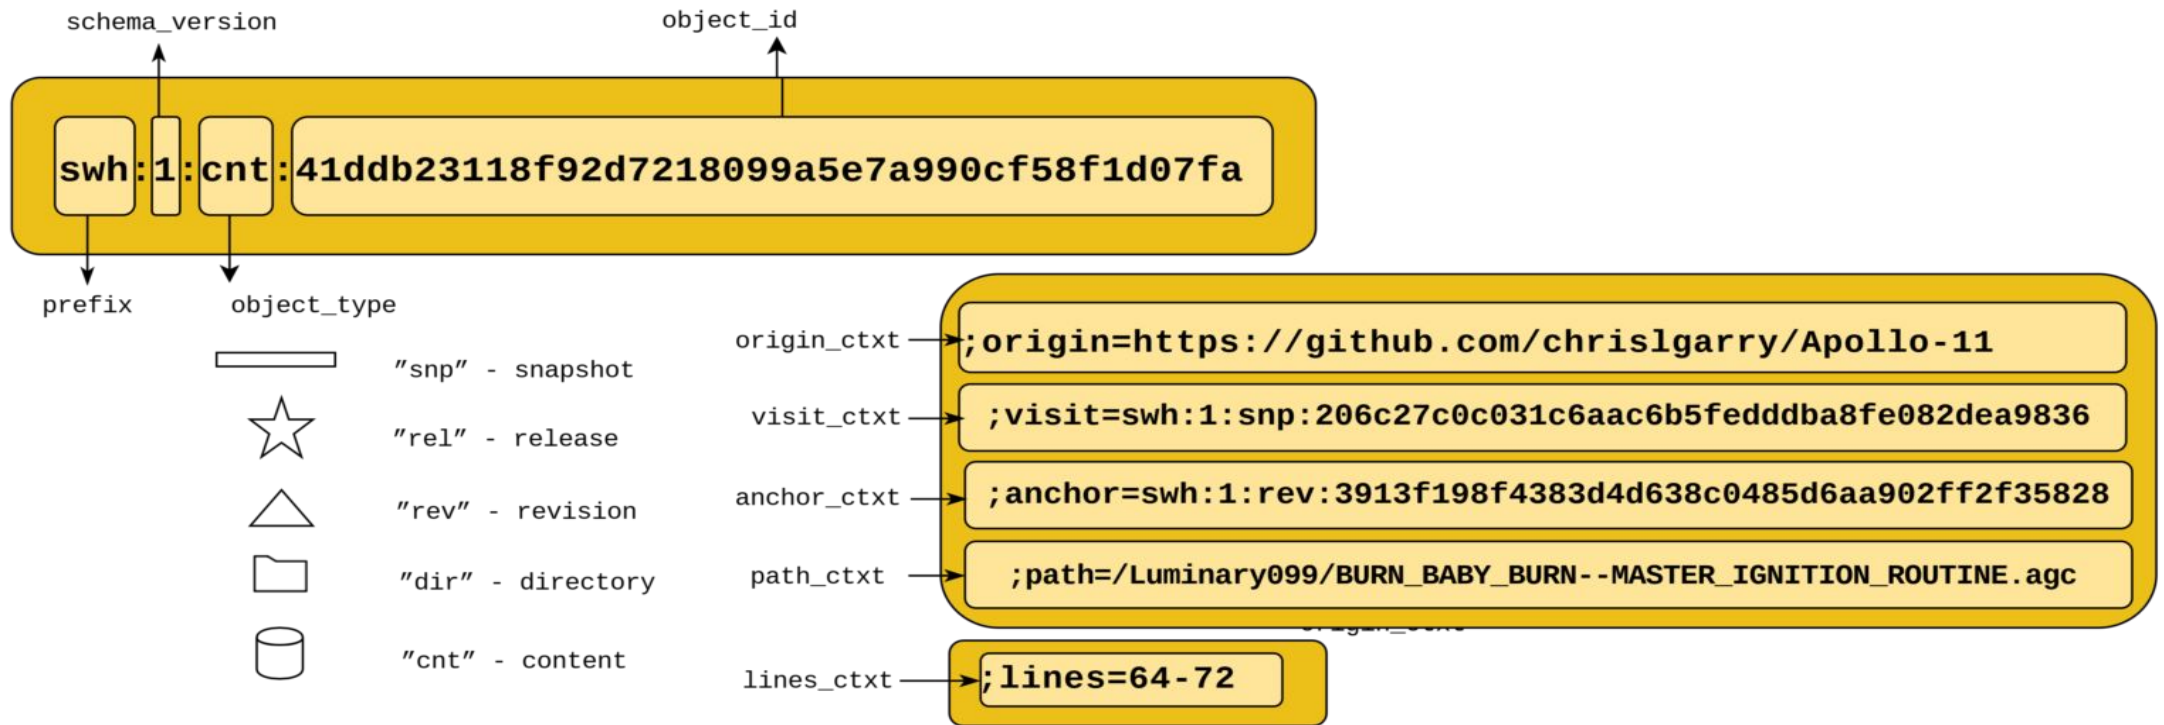 schema_version
object_id
swh:1:cnt:41ddb23118f92d7218099a5e7a990cf58f1d07fa
prefix
object_type
”snp” - snapshot
”rel” - release
”rev” - revision
”dir” - directory
”cnt” - content
origin_ctxt
;origin=https://github.com/chrislgarry/Apollo-11
visit_ctxt
;visit=swh:1:snp:206c27c0c031c6aac6b5fedddba8fe082dea9836
anchor_ctxt
;anchor=swh:1:rev:3913f198f4383d4d638c0485d6aa902ff2f35828
path_ctxt
;path=/Luminary099/BURN_BABY_BURN--MASTER_IGNITION_ROUTINE.agc
lines_ctxt
;lines=64-72